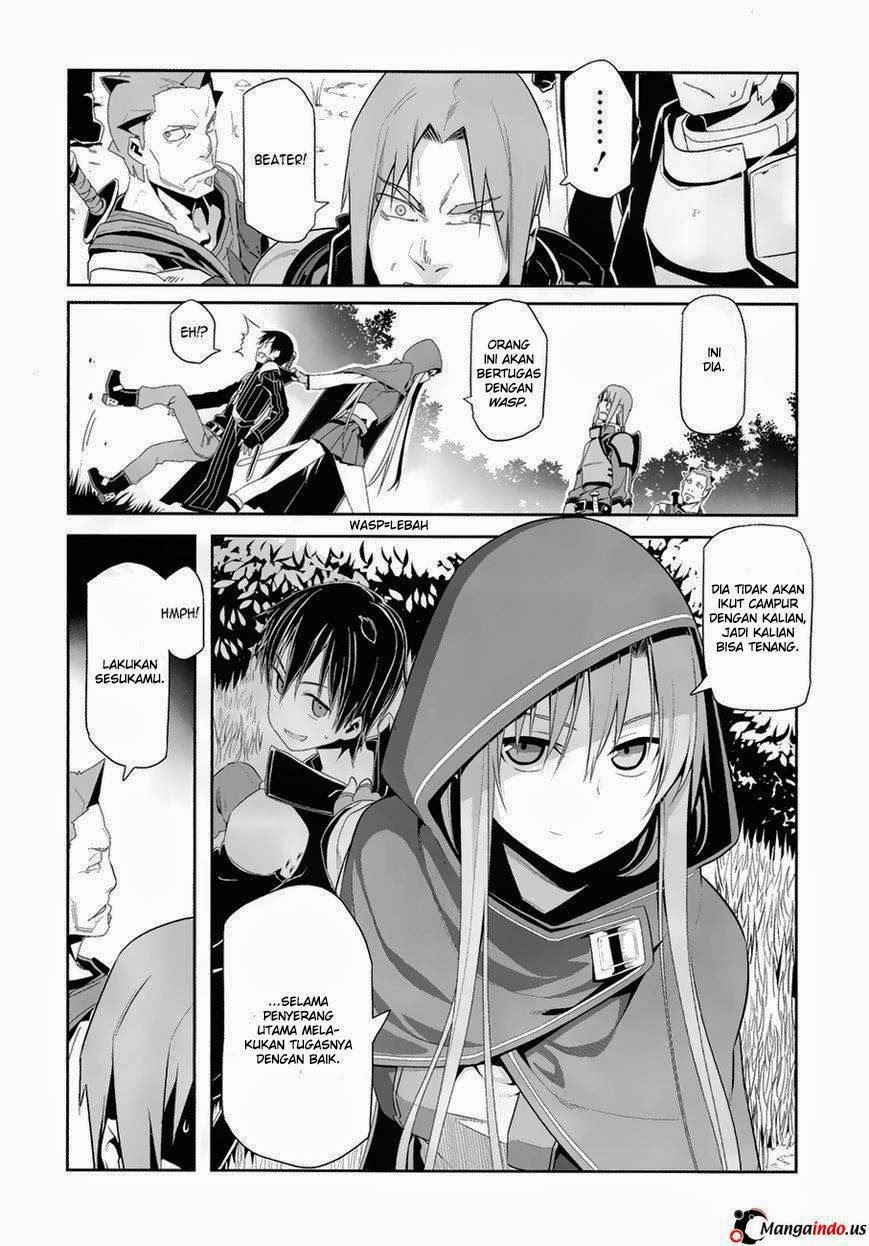 .......!
BEATER!
INI
DIA.
ORANG
INI AKAN
BERTUGAS
DENGAN
WASP.
EH!?
WASP=LEBAH
DIA TIDAK AKAN
IKUT CAMPUR
DENGAN KALIAN,
JADI KALIAN
BISA TENANG.
...SELAMA
PENYERANG
UTAMA MELA-
KUKAN TUGASNYA
DENGAN BAIK.
HMPH!
LAKUKAN
SESUKAMU.
Mangaindo.us